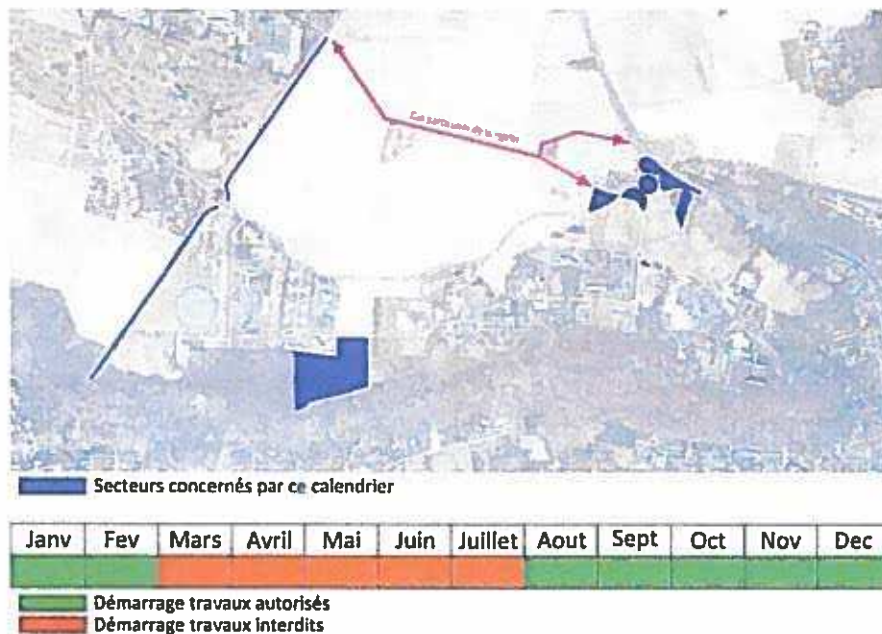 Secteurs concernés par ce calendrier
Janv Fev Mars Avril Mai Juin Juillet Aout Sept Oct Nov Dec
Démarrage travaux autorisés
Démarrage travaux interdits